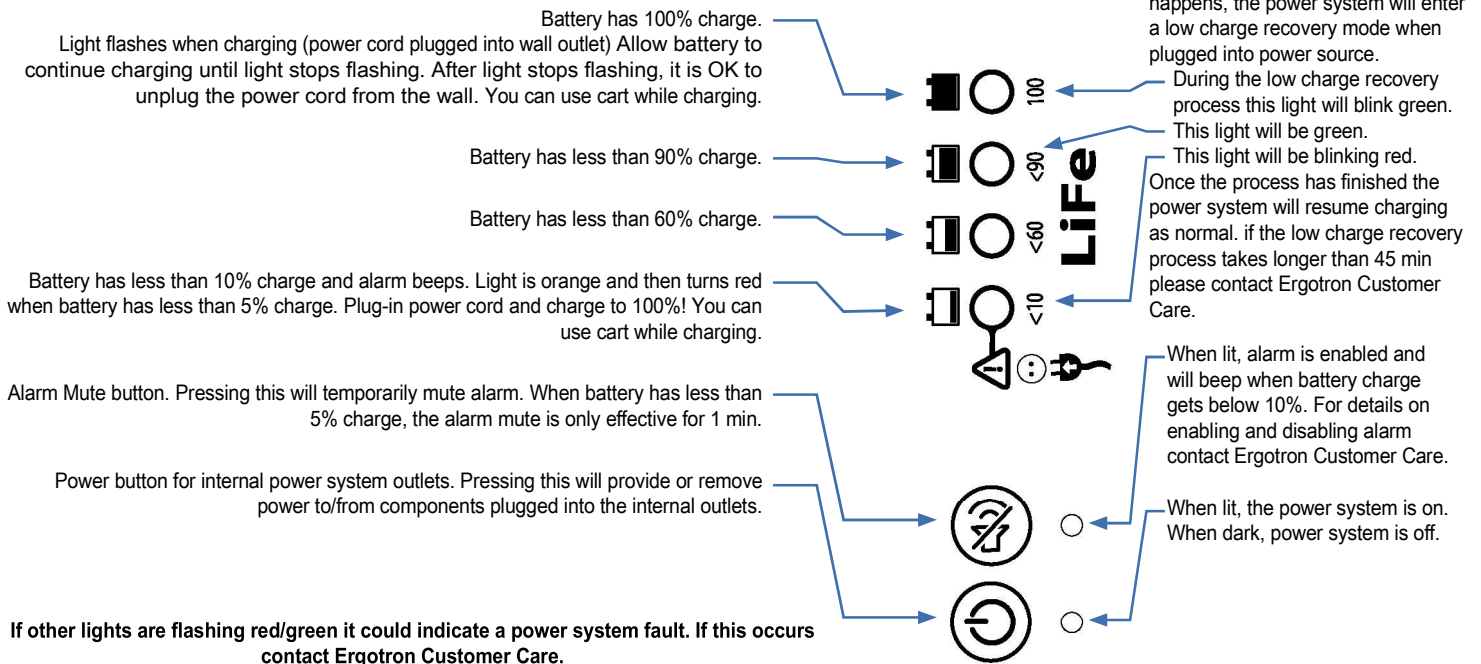 Battery has 100% charge.
Light flashes when charging (power cord plugged into wall outlet) Allow battery to
continue charging until light stops flashing. After light stops flashing, it is OK to
unplug the power cord from the wall. You can use cart while charging.
Battery has less than 90% charge.
Battery has less than 60% charge.
Battery has less than 10% charge and alarm beeps. Light is orange and then turns red
when battery has less than 5% charge. Plug-in power cord and charge to 100%! You can
use cart while charging.
Alarm Mute button. Pressing this will temporarily mute alarm. When battery has less than
5% charge, the alarm mute is only effective for 1 min.
Power button for internal power system outlets. Pressing this will provide or remove
power to/from components plugged into the internal outlets.
If other lights are flashing red/green it could indicate a power system fault. If this occurs
contact Ergotron Customer Care.
100
<90
<60
<10
LiFe
happens, the power system will enter
a low charge recovery mode when
plugged into power source.
During the low charge recovery
process this light will blink green.
This light will be green.
This light will be blinking red.
Once the process has finished the
power system will resume charging
as normal. if the low charge recovery
process takes longer than 45 min
please contact Ergotron Customer
Care.
When lit, alarm is enabled and
will beep when battery charge
gets below 10%. For details on
enabling and disabling alarm
contact Ergotron Customer Care.
When lit, the power system is on.
When dark, power system is off.